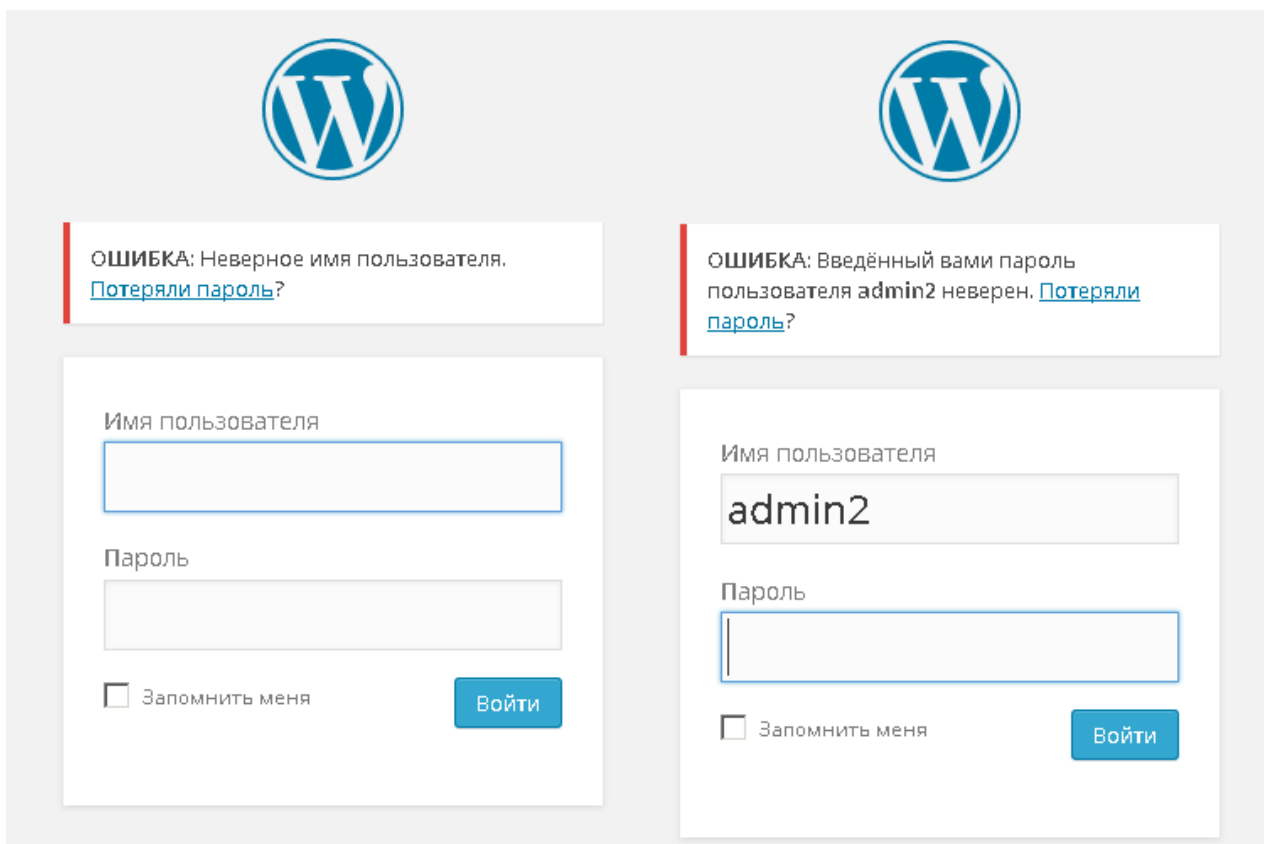 ОШИБКА: Неверное имя пользователя.
Потеряли пароль?
Имя пользователя
Пароль
Запомнить меня
Войти
ОШИБКА: Введённый вами пароль
пользователя admin2 неверен. Потеряли
пароль?
Имя пользователя
admin2
Пароль
Запомнить меня
Войти